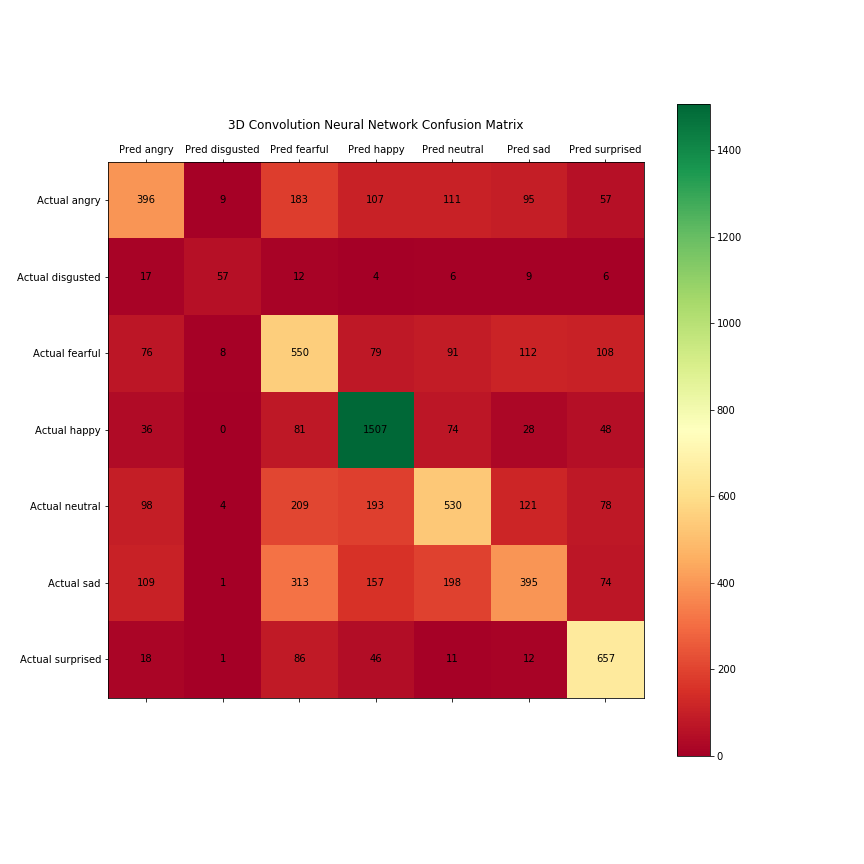 3D Convolution Neural Network Confusion Matrix
Pred angry Pred disgusted Pred fearful Pred happy Pred neutral Pred sad Pred surprised
Actual angry 396 9 183 107 111 95 57
Actual disgusted 17 57 12 4 6 9 6
Actual fearful 76 8 550 79 91 112 108
Actual happy 36 0 81 1507 74 28 48
Actual neutral 98 4 209 193 530 121 78
Actual sad 109 1 313 157 198 395 74
Actual surprised 18 1 86 46 11 12 657
1400
1200
1000
800
600
400
200
0